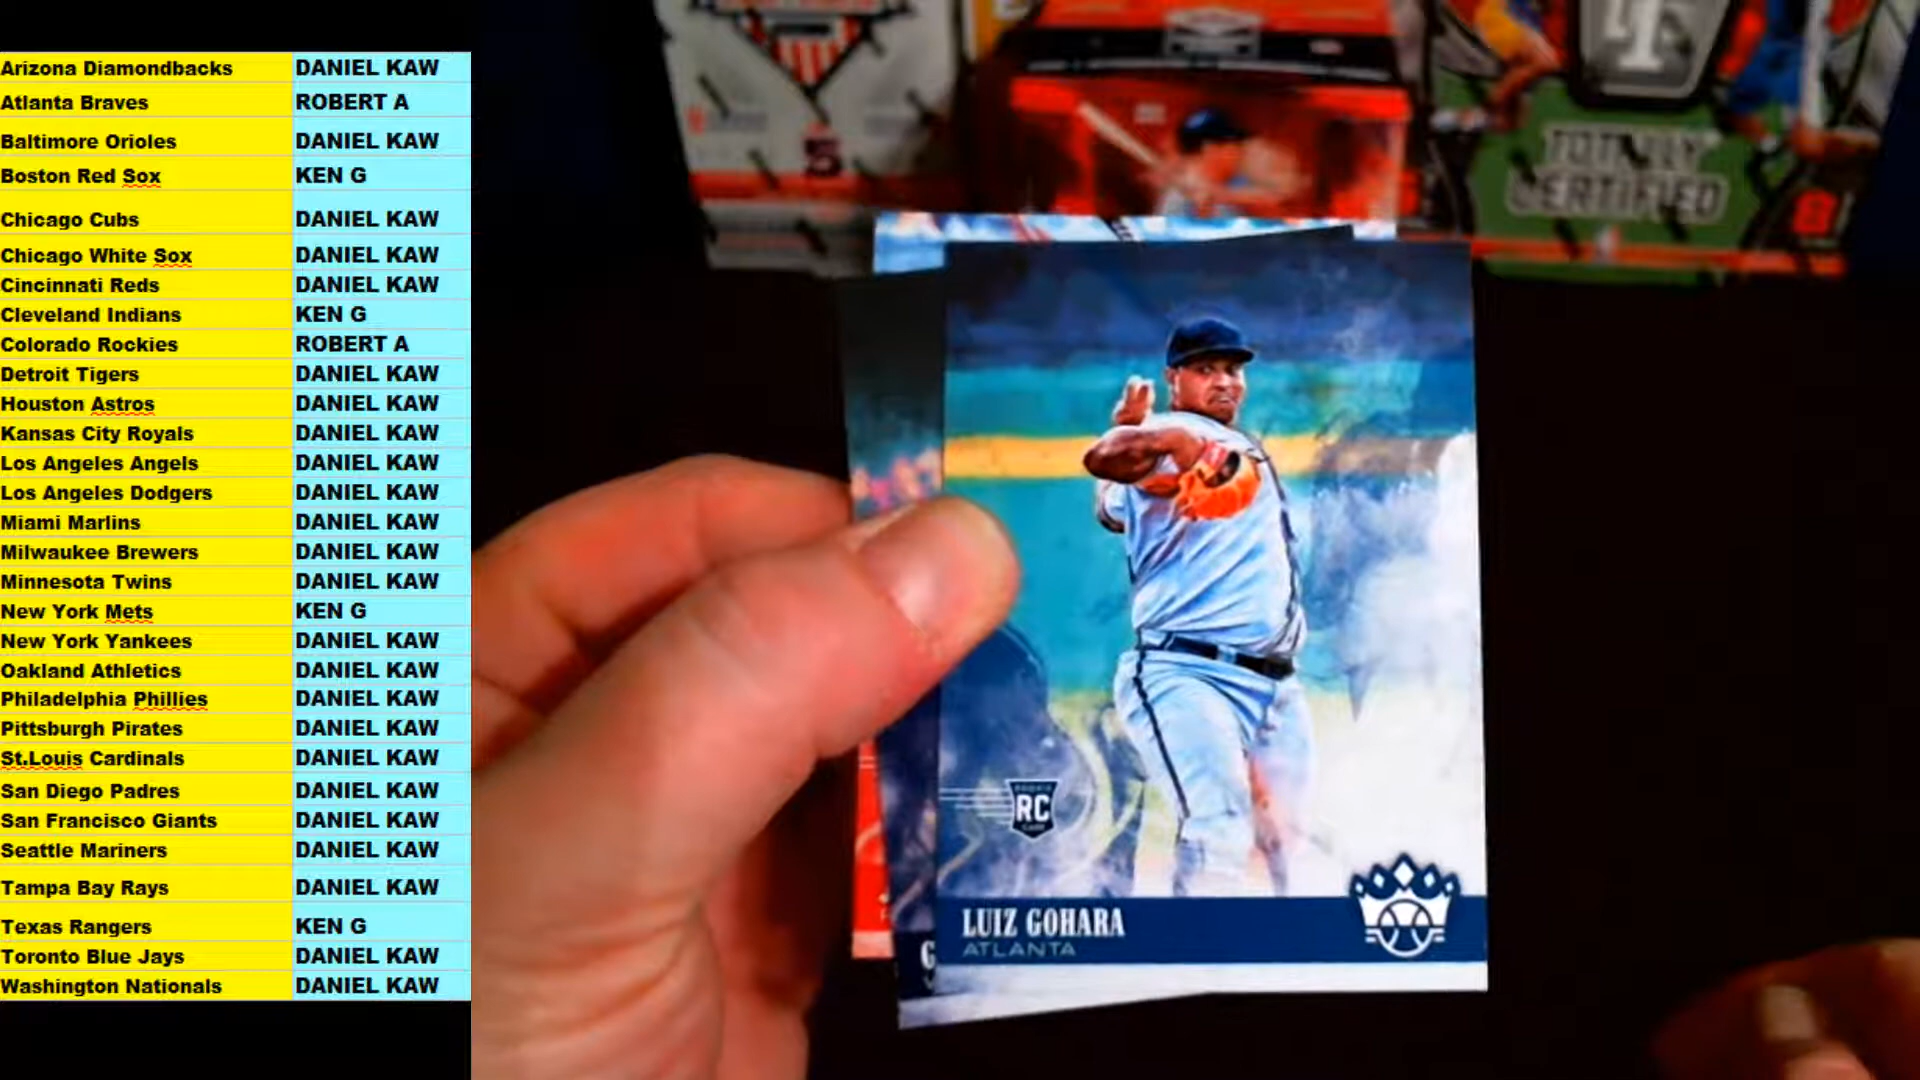 Arizona Diamondbacks DANIEL KAW
Atlanta Braves ROBERT A
Baltimore Orioles DANIEL KAW
Boston Red Sox KEN G
Chicago Cubs DANIEL KAW
Chicago White Sox DANIEL KAW
Cincinnati Reds DANIEL KAW
Cleveland Indians KEN G
Colorado Rockies ROBERT A
Detroit Tigers DANIEL KAW
Houston Astros DANIEL KAW
Kansas City Royals DANIEL KAW
Los Angeles Angels DANIEL KAW
Los Angeles Dodgers DANIEL KAW
Miami Marlins DANIEL KAW
Milwaukee Brewers DANIEL KAW
Minnesota Twins DANIEL KAW
New York Mets KEN G
New York Yankees DANIEL KAW
Oakland Athletics DANIEL KAW
Philadelphia Phillies DANIEL KAW
Pittsburgh Pirates DANIEL KAW
St.Louis Cardinals DANIEL KAW
San Diego Padres DANIEL KAW
San Francisco Giants DANIEL KAW
Seattle Mariners DANIEL KAW
Tampa Bay Rays DANIEL KAW
Texas Rangers KEN G
Toronto Blue Jays DANIEL KAW
Washington Nationals DANIEL KAW
TOTALLY
CERTIFIED
8
5
RC
LUIZ GOHARA
ATLANTA
G